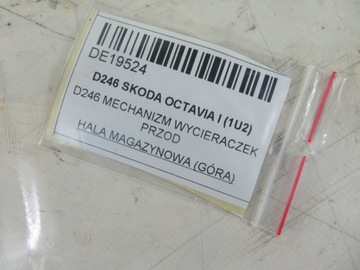 DE19524
D246 SKODA OCTAVIA I (1U2)
D246 MECHANIZM WYCIERACZEK
PRZOD
HALA MAGAZYNOWA (GÓRA)